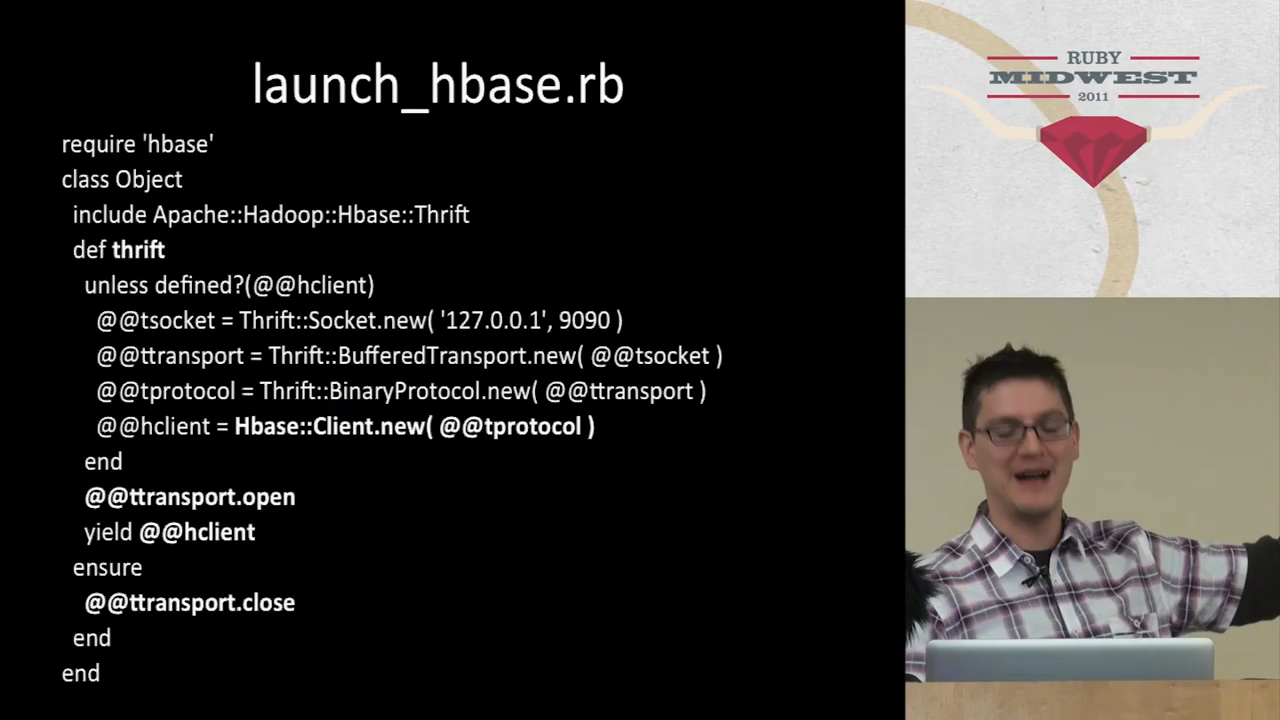 launch_hbase.rb
require 'hbase'
class Object
include Apache::Hadoop::Hbase::Thrift
def thrift
unless defined?(@@hclient)
@@tsocket = Thrift::Socket.new( '127.0.0.1', 9090 )
@@ttransport = Thrift::BufferedTransport.new( @@tsocket )
@@tprotocol = Thrift::BinaryProtocol.new( @@ttransport )
@@hclient = Hbase::Client.new( @@tprotocol )
end
@@ttransport.open
yield @@hclient
ensure
@@ttransport.close
end
end
RUBY
MIDWEST
2011